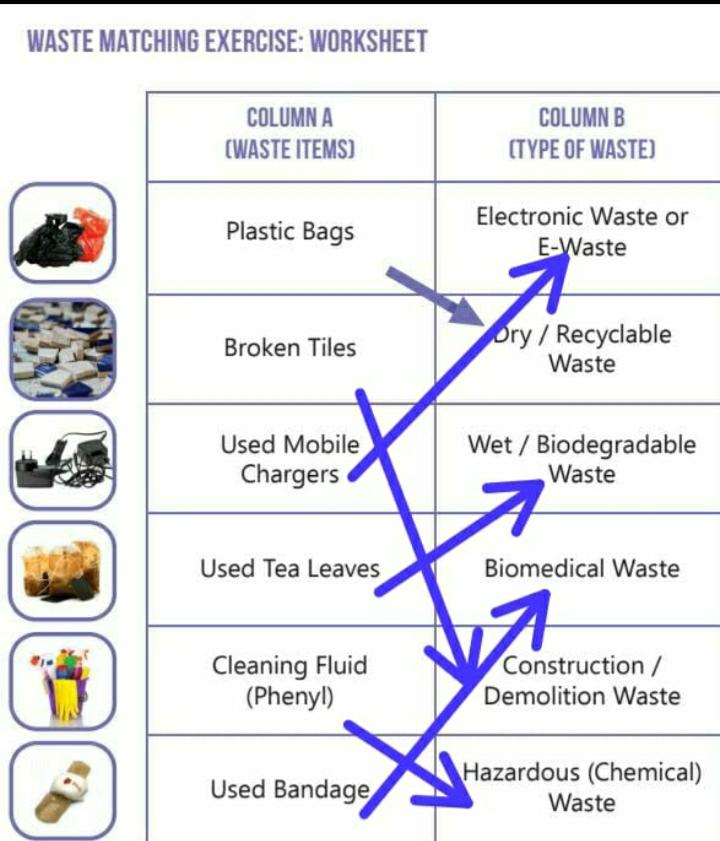 WASTE MATCHING EXERCISE: WORKSHEET
COLUMN A
(WASTE ITEMS)
COLUMN B
(TYPE OF WASTE)
Plastic Bags
Electronic Waste or
E-Waste
Broken Tiles
Dry / Recyclable
Waste
Used Mobile
Chargers
Wet / Biodegradable
Waste
Used Tea Leaves
Biomedical Waste
Cleaning Fluid
(Phenyl)
Construction /
Demolition Waste
Used Bandage
Hazardous (Chemical)
Waste